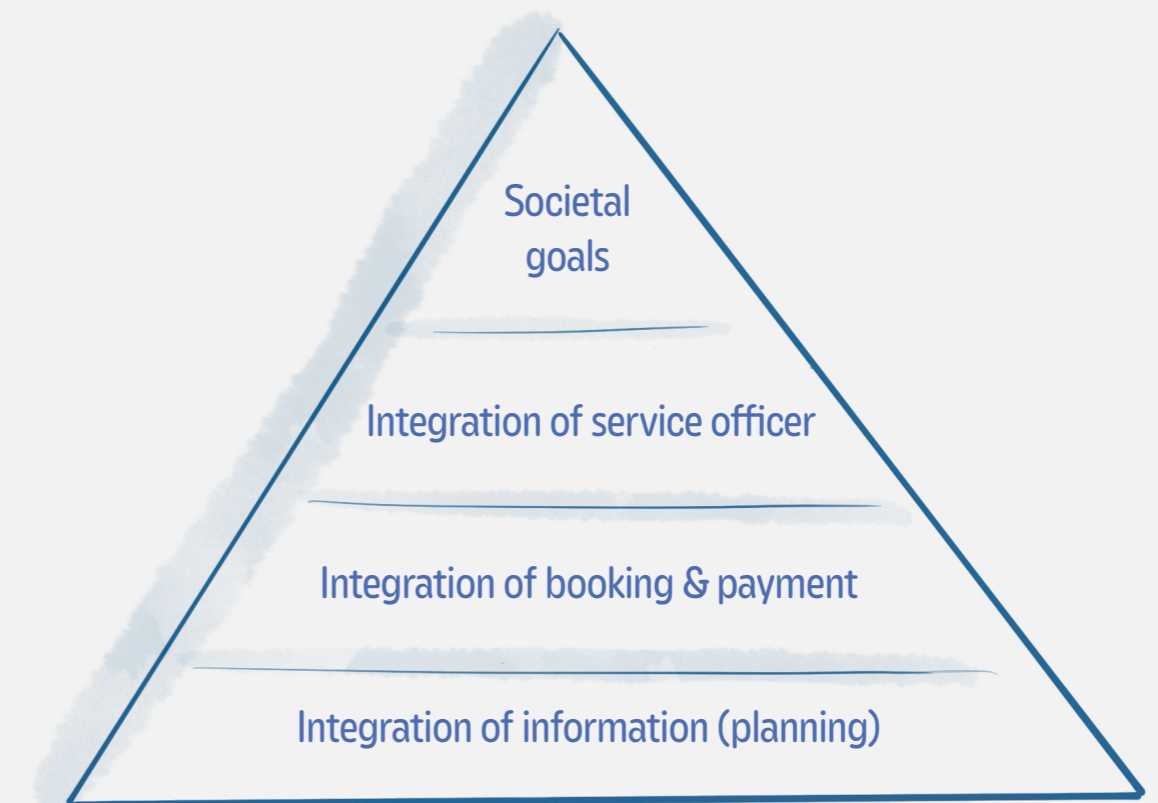 Societal
goals
Integration of service officer
Integration of booking & payment
Integration of information (planning)